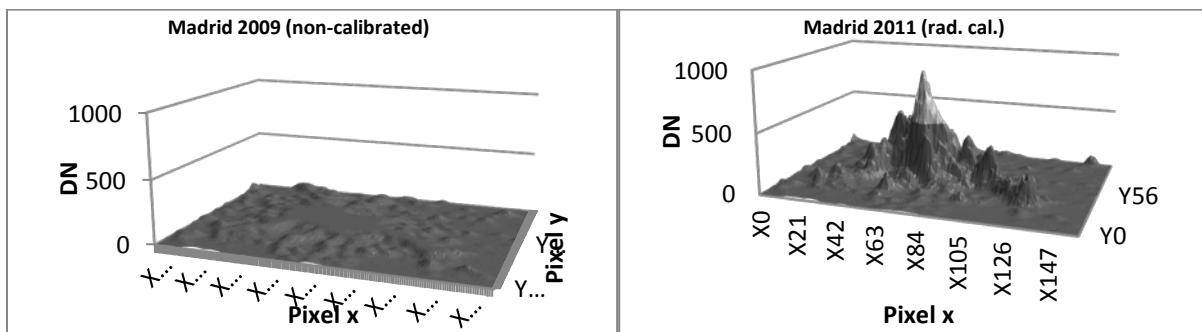 Madrid 2009 (non-calibrated)
1000
500
0
DN
X...
X...
X...
X...
X...
X...
X...
X...
X...
Pixel x
Y...
Y...
Pixel y
Madrid 2011 (rad. cal.)
1000
500
0
DN
X0
X21
X42
X63
X84
X105
X126
X147
Pixel x
Y0
Y56